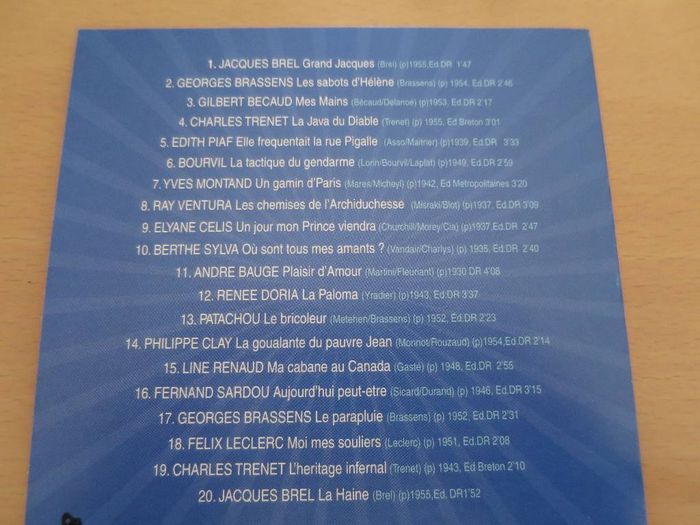 1. JACQUES BREL Grand Jacques (Brel) (p)1955,Ed.DR 1'47
2. GEORGES BRASSENS Les sabots d'Hélène (Brassens) (p) 1954, Ed.DR 2'46
3. GILBERT BECAUD Mes Mains (Bécaud/Delanoé) (p)1953, Ed.DR 2'17
4. CHARLES TRENET La Java du Diable (Trenet) (p) 1955, Ed Breton 3'01
5. EDITH PIAF Elle frequentait la rue Pigalle (Asso/Maitrier) (p)1939, Ed.DR 3'33
6. BOURVIL La tactique du gendarme (Lorin/Bourvil/Laplat) (p)1949, Ed.DR 2'59
7. YVES MONTAND Un gamin d'Paris (Mares/Micheyl) (p)1942, Ed Metropolitaines 3'20
8. RAY VENTURA Les chemises de l'Archiduchesse (Misraki/Blot) (p)1937, Ed.DR 3'09
9. ELYANE CELIS Un jour mon Prince viendra (Churchill/Morey/Cia) (p)1937,Ed.DR 2'47
10. BERTHE SYLVA Où sont tous mes amants ? (Vandair/Charlys) (p) 1935, Ed.DR 2'40
11. ANDRE BAUGE Plaisir d'Amour (Martini/Fleuriant) (p)1930 DR 4'08
12. RENEE DORIA La Paloma (Yradier) (p)1943, Ed.DR 3'37
13. PATACHOU Le bricoleur (Metehen/Brassens) (p) 1952, Ed.DR 2'23
14. PHILIPPE CLAY La goualante du pauvre Jean (Monnot/Rouzaud) (p)1954,Ed.DR 2'14
15. LINE RENAUD Ma cabane au Canada (Gasté) (p) 1948, Ed.DR 2'55
16. FERNAND SARDOU Aujourd'hui peut-etre (Sicard/Durand) (p) 1946, Ed.DR 3'15
17. GEORGES BRASSENS Le parapluie (Brassens) (p) 1952, Ed.DR 2'31
18. FELIX LECLERC Moi mes souliers (Leclerc) (p) 1951, Ed.DR 2'08
19. CHARLES TRENET L'heritage infernal (Trenet) (p) 1943, Ed Breton 2'10
20. JACQUES BREL La Haine (Brel) (p)1955,Ed. DR1'52